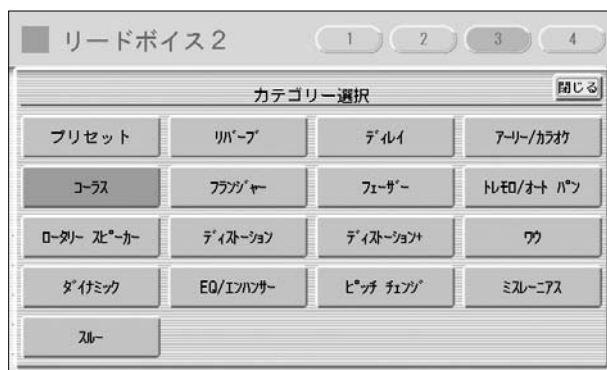 リードボイス2 1 2 3 4
カテゴリー選択 閉じる
プリセット リバーブ ディレイ アーリー/カラオケ
コーラス フランジャー フェーザー トレモロ/オート パン
ロータリー スピーカー ディストーション ディストーション+ ワウ
ダイナミック EQ/エンハンサー ピッチ チェンジ ミスレーニアス
スルー